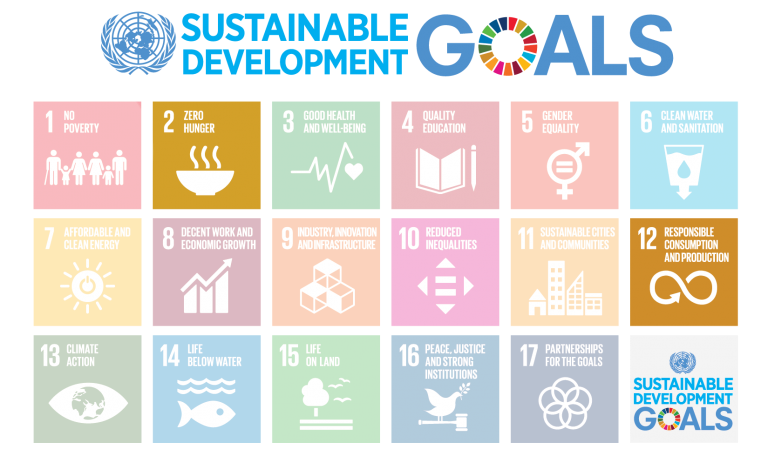 SUSTAINABLE
DEVELOPMENT
GOALS
1 NO
POVERTY
2 ZERO
HUNGER
3 GOOD HEALTH
AND WELL-BEING
4 QUALITY
EDUCATION
5 GENDER
EQUALITY
6 CLEAN WATER
AND SANITATION
7 AFFORDABLE AND
CLEAN ENERGY
8 DECENT WORK AND
ECONOMIC GROWTH
9 INDUSTRY, INNOVATION
AND INFRASTRUCTURE
10 REDUCED
INEQUALITIES
11 SUSTAINABLE CITIES
AND COMMUNITIES
12 RESPONSIBLE
CONSUMPTION
AND PRODUCTION
13 CLIMATE
ACTION
14 LIFE
BELOW WATER
15 LIFE
ON LAND
16 PEACE, JUSTICE
AND STRONG
INSTITUTIONS
17 PARTNERSHIPS
FOR THE GOALS
SUSTAINABLE
DEVELOPMENT
GOALS